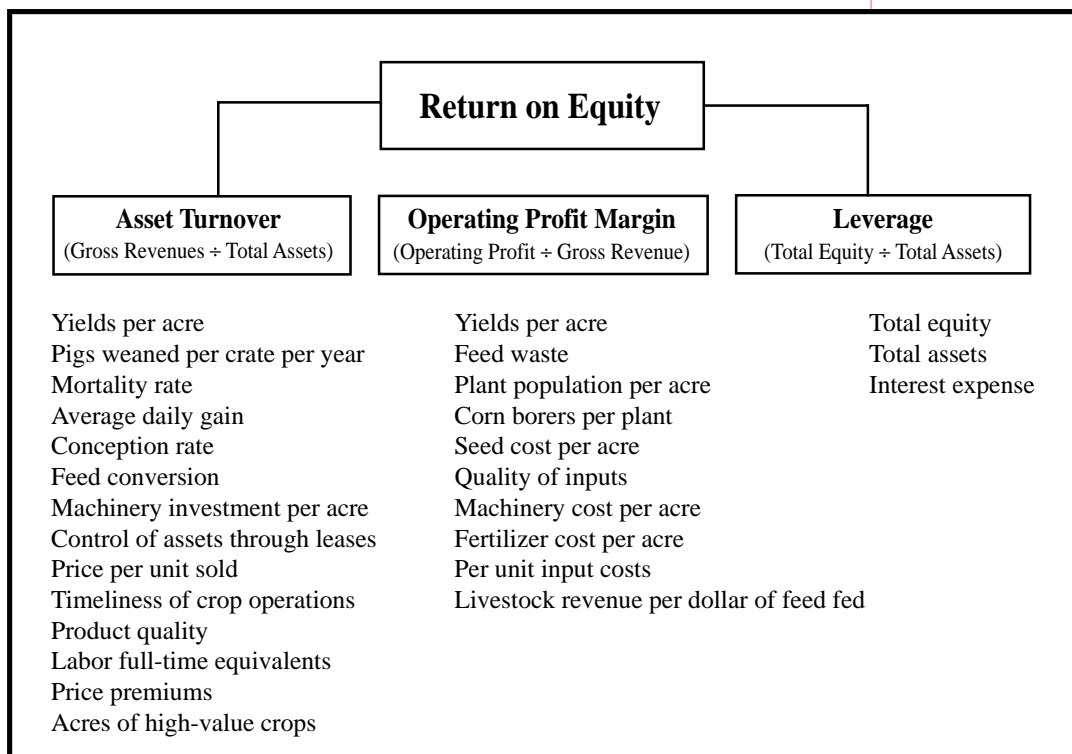 Return on Equity
Asset Turnover
(Gross Revenues ÷ Total Assets)
Yields per acre
Pigs weaned per crate per year
Mortality rate
Average daily gain
Conception rate
Feed conversion
Machinery investment per acre
Control of assets through leases
Price per unit sold
Timeliness of crop operations
Product quality
Labor full-time equivalents
Price premiums
Acres of high-value crops
Operating Profit Margin
(Operating Profit ÷ Gross Revenue)
Yields per acre
Feed waste
Plant population per acre
Corn borers per plant
Seed cost per acre
Quality of inputs
Machinery cost per acre
Fertilizer cost per acre
Per unit input costs
Livestock revenue per dollar of feed fed
Leverage
(Total Equity ÷ Total Assets)
Total equity
Total assets
Interest expense